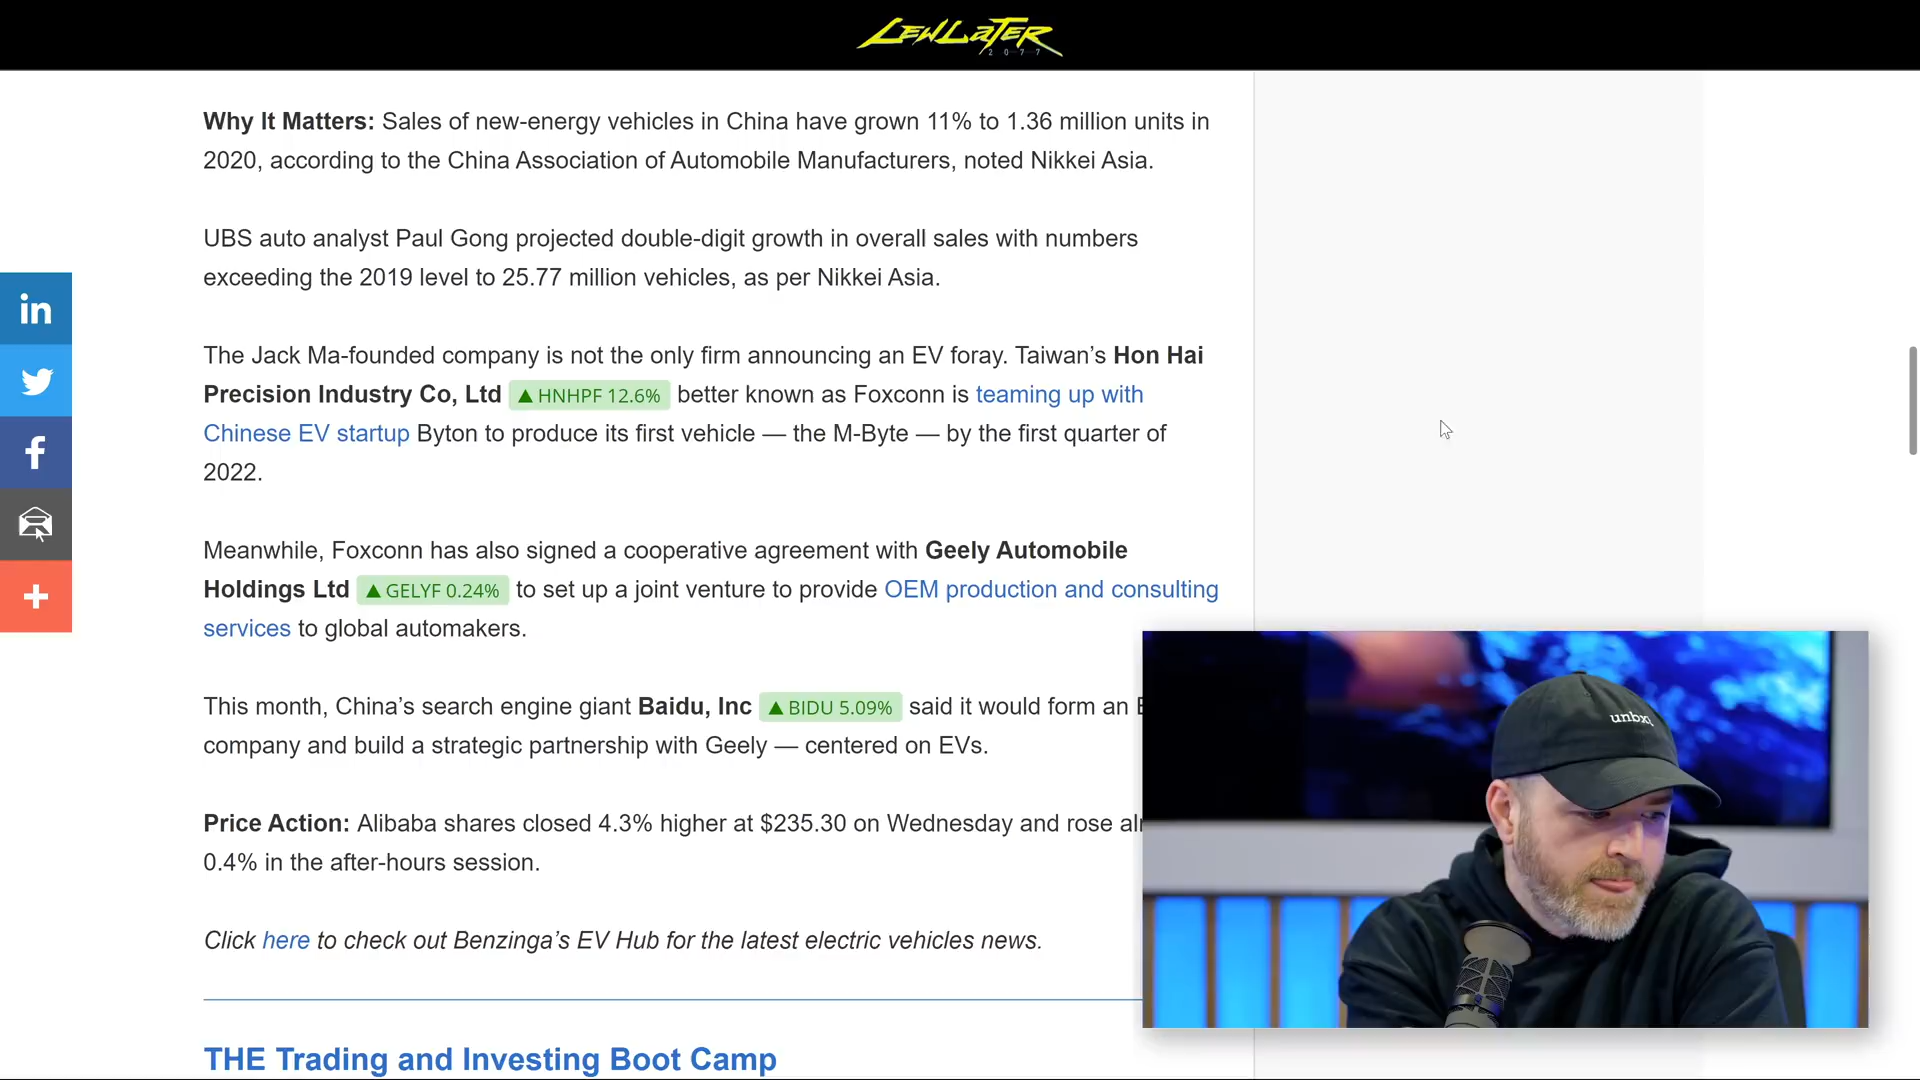 LEWLATER
2077
Why It Matters: Sales of new-energy vehicles in China have grown 11% to 1.36 million units in
2020, according to the China Association of Automobile Manufacturers, noted Nikkei Asia.
UBS auto analyst Paul Gong projected double-digit growth in overall sales with numbers
exceeding the 2019 level to 25.77 million vehicles, as per Nikkei Asia.
The Jack Ma-founded company is not the only firm announcing an EV foray. Taiwan’s Hon Hai
Precision Industry Co, Ltd ▲ HNHPF 12.6% better known as Foxconn is teaming up with
Chinese EV startup Byton to produce its first vehicle — the M-Byte — by the first quarter of
2022.
Meanwhile, Foxconn has also signed a cooperative agreement with Geely Automobile
Holdings Ltd ▲ GELYF 0.24% to set up a joint venture to provide OEM production and consulting
services to global automakers.
This month, China’s search engine giant Baidu, Inc ▲ BIDU 5.09% said it would form an
company and build a strategic partnership with Geely — centered on EVs.
Price Action: Alibaba shares closed 4.3% higher at $235.30 on Wednesday and rose
0.4% in the after-hours session.
Click here to check out Benzinga’s EV Hub for the latest electric vehicles news.
THE Trading and Investing Boot Camp
in
f
+